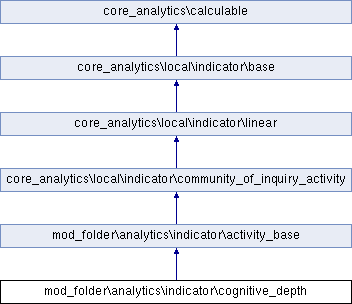 core_analytics\calculable
core_analytics\local\indicator\base
core_analytics\local\indicator\linear
core_analytics\local\indicator\community_of_inquiry_activity
mod_folder\analytics\indicator\activity_base
mod_folder\analytics\indicator\cognitive_depth